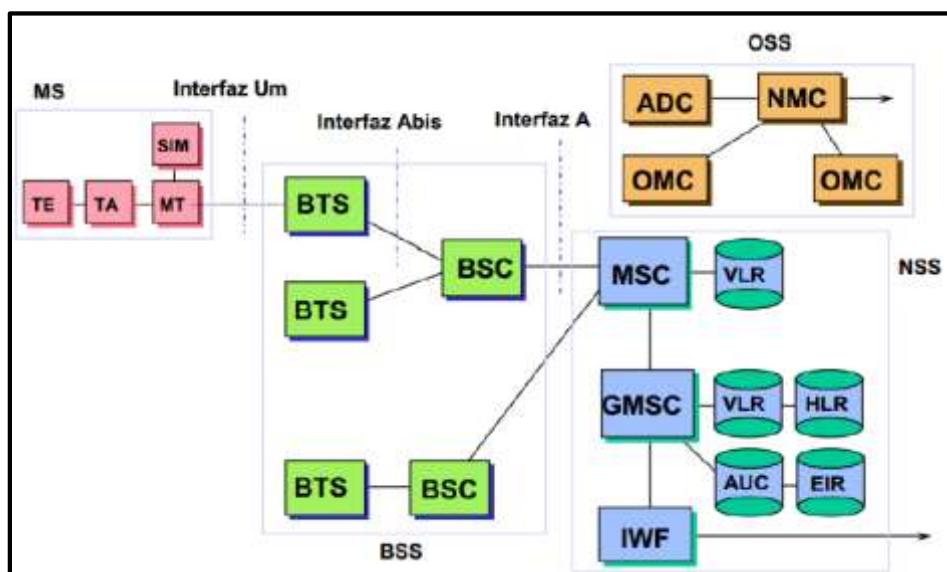 OSS
MS
Interfaz Um
ADC
NMC
Interfaz Abis
Interfaz A
SIM
OMC
OMC
TE
TA
MT
BTS
BSC
MSC
VLR
NSS
BTS
GMSC
VLR
HLR
BTS
BSC
AUC
EIR
IWF
BSS